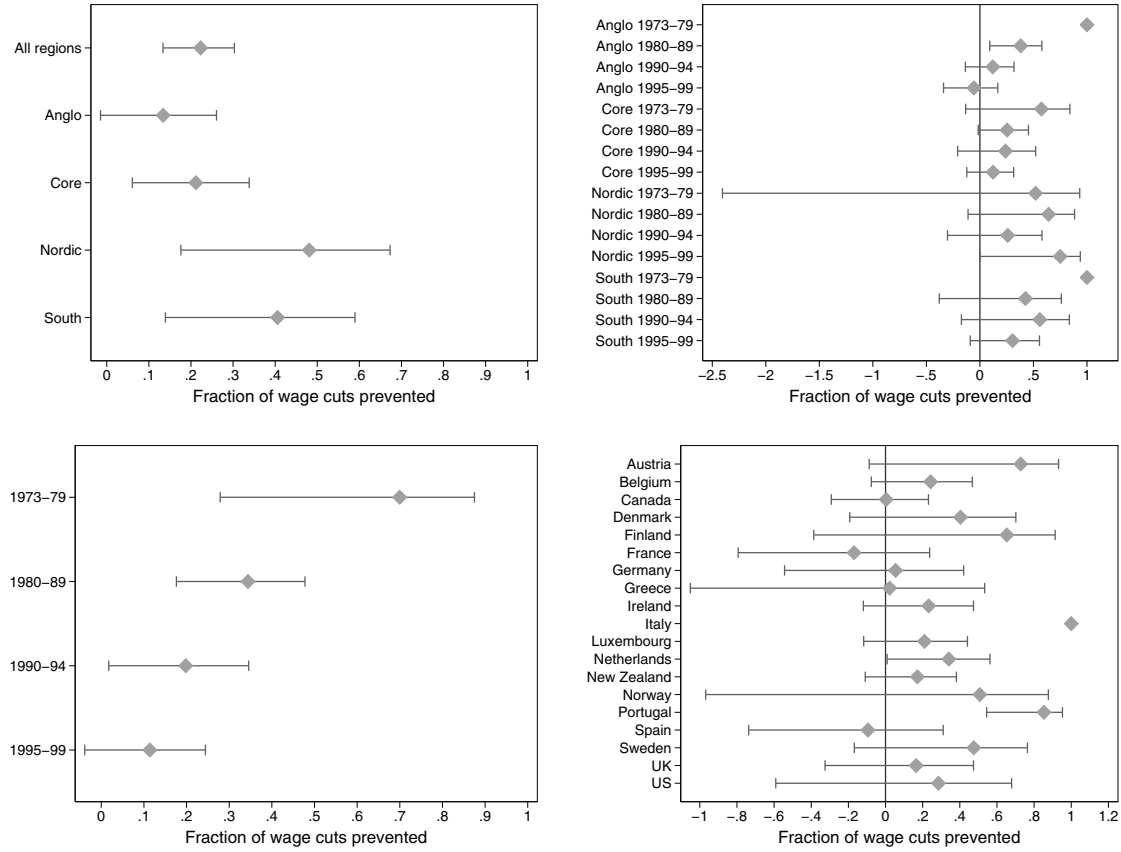 All regions
Anglo
Core
Nordic
South
0 .1 .2 .3 .4 .5 .6 .7 .8 .9 1
Fraction of wage cuts prevented
Anglo 1973–79
Anglo 1980–89
Anglo 1990–94
Anglo 1995–99
Core 1973–79
Core 1980–89
Core 1990–94
Core 1995–99
Nordic 1973–79
Nordic 1980–89
Nordic 1990–94
Nordic 1995–99
South 1973–79
South 1980–89
South 1990–94
South 1995–99
−2.5 −2 −1.5 −1 −.5 0 .5 1
Fraction of wage cuts prevented
1973–79
1980–89
1990–94
1995–99
0 .1 .2 .3 .4 .5 .6 .7 .8 .9 1
Fraction of wage cuts prevented
Austria
Belgium
Canada
Denmark
Finland
France
Germany
Greece
Ireland
Italy
Luxembourg
Netherlands
New Zealand
Norway
Portugal
Spain
Sweden
UK
US
−1 −.8 −.6 −.4 −.2 0 .2 .4 .6 .8 1 1.2
Fraction of wage cuts prevented